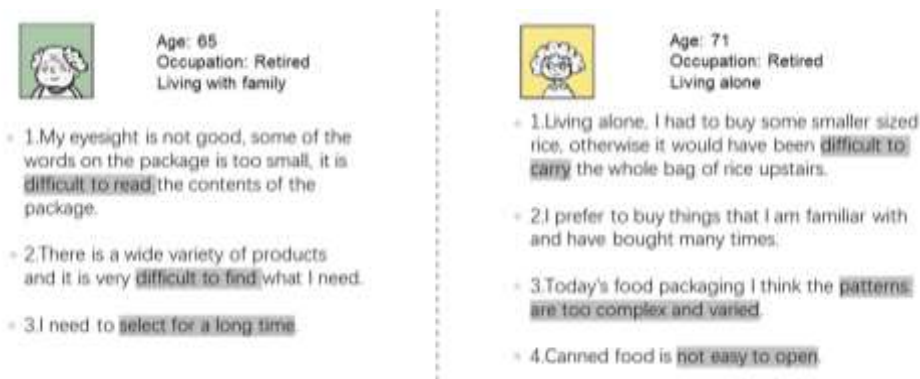 Age: 65
Occupation: Retired
Living with family
1.My eyesight is not good, some of the
words on the package is too small, it is
difficult to read the contents of the
package.
2.There is a wide variety of products
and it is very difficult to find what I need.
3.I need to select for a long time.
Age: 71
Occupation: Retired
Living alone
1.Living alone, I had to buy some smaller sized
rice, otherwise it would have been difficult to
carry the whole bag of rice upstairs.
2.I prefer to buy things that I am familiar with
and have bought many times.
3.Today's food packaging I think the patterns
are too complex and varied.
4.Canned food is not easy to open.